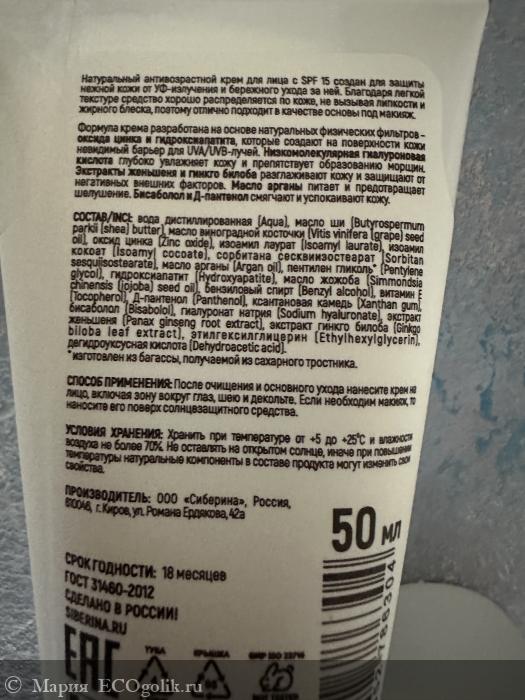 Натуральный антивозрастной крем для лица с SPF 15 создан для защиты
нежной кожи от УФ-излучения и бережного ухода за ней. Благодаря легкой
текстуре средство хорошо распределяется по коже, не вызывая липкости и
жирного блеска, поэтому отлично подходит в качестве основы под макияж.
Формула крема разработана на основе натуральных физических фильтров –
оксида цинка и гидроксиапатита, которые создают на поверхности кожи
невидимый барьер для UVA/UVB-лучей. Низкомолекулярная гиалуроновая
кислота глубоко увлажняет кожу и препятствует образованию морщин.
Экстракты женьшеня и гинкго билоба разглаживают кожу и защищают от
негативных внешних факторов. Масло арганы питает и предотвращает
шелушение. Бисаболол и Д-пантенол смягчают и успокаивают кожу.
СОСТАВ/INCI: вода дистиллированная (Aqua), масло ши (Butyrospermum
parkii (shea) butter), масло виноградной косточки (Vitis vinifera (grape) seed
oil), оксид цинка (Zinc oxide), изоамил лаурат (Isoamyl laurate), изоамил
кокоат (Isoamyl cocoate), сорбитана сесквиизостеарат (Sorbitan
sesquiisostearate), масло арганы (Argan oil), пентилен гликоль* (Pentylene
glycol), гидроксиапатит (Hydroxyapatite), масло жожоба (Simmondsia
chinensis (jojoba) seed oil), бензиловый спирт (Benzyl alcohol), витамин Е
(Tocopherol), Д-пантенол (Panthenol), ксантановая камедь (Xanthan gum),
бисаболол (Bisabolol), гиалуронат натрия (Sodium hyaluronate), экстракт
женьшеня (Panax ginseng root extract), экстракт гинкго билоба (Ginkgo
biloba leaf extract), этилгексилглицерин (Ethylhexylglycerin),
дегидроуксусная кислота (Dehydroacetic acid).
*изготовлен из багассы, получаемой из сахарного тростника.
СПОСОБ ПРИМЕНЕНИЯ: После очищения и основного ухода нанесите крем на
лицо, включая зону вокруг глаз, шею и декольте. Если необходим макияж, то
наносите его поверх солнцезащитного средства.
УСЛОВИЯ ХРАНЕНИЯ: Хранить при температуре от +5 до +25°С и влажности
воздуха не более 70%. Не оставлять на открытом солнце, иначе при повышении
температуры натуральные компоненты в составе продукта могут изменить свои
свойства.
ПРОИЗВОДИТЕЛЬ: ООО «Сиберина», Россия,
610046, г. Киров, ул. Романа Ердякова, 42а
50 мл
СРОК ГОДНОСТИ: 18 месяцев
ГОСТ 31460-2012
СДЕЛАНО В РОССИИ!
SIBERINA.RU
EAC
ТУБА
КРЫШКА
GMP ISO 22716
NOT TESTED
786304
© Мария ECOgolik.ru